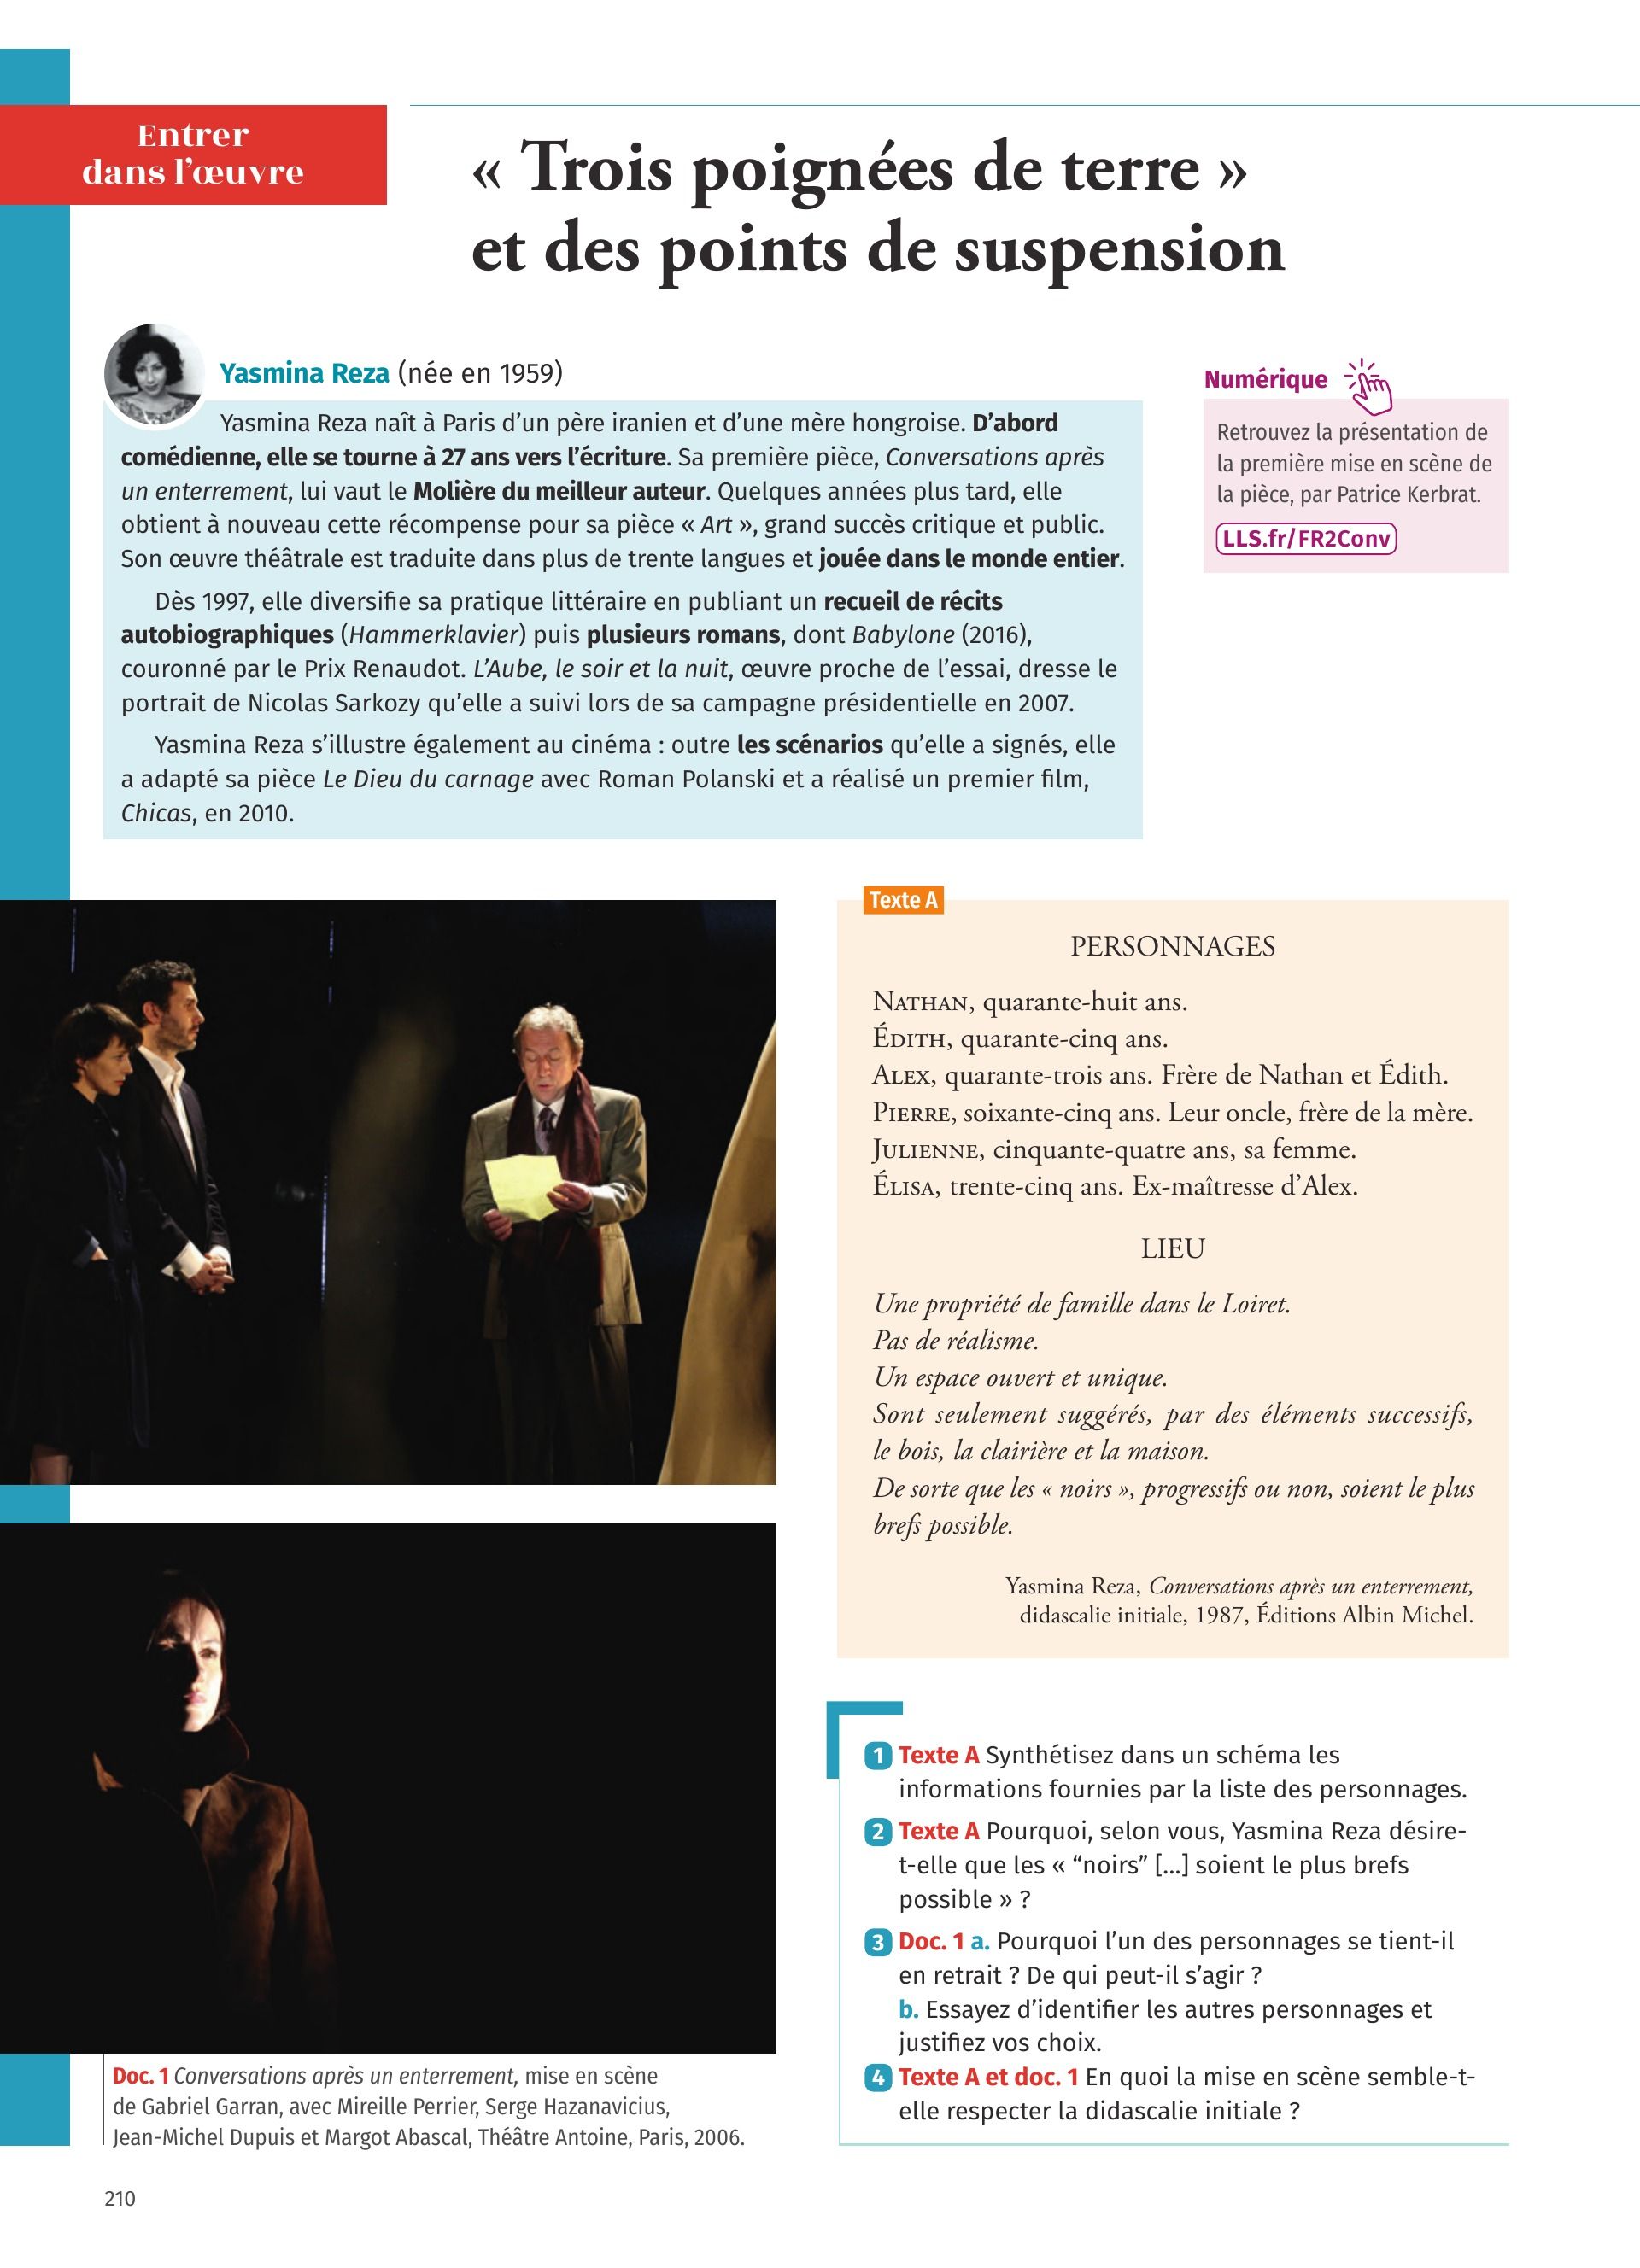 Entrer
dans l'œuvre
« Trois poignées de terre »
et des points de suspension
Yasmina Reza (née en 1959)
Yasmina Reza naît à Paris d'un père iranien et d'une mère hongroise. D'abord
comédienne, elle se tourne à 27 ans vers l'écriture. Sa première pièce, Conversations après
un enterrement, lui vaut le Molière du meilleur auteur. Quelques années plus tard, elle
obtient à nouveau cette récompense pour sa pièce « Art », grand succès critique et public.
Son œuvre théâtrale est traduite dans plus de trente langues et jouée dans le monde entier.
Dès 1997, elle diversifie sa pratique littéraire en publiant un recueil de récits
autobiographiques (Hammerklavier) puis plusieurs romans, dont Babylone (2016),
couronné par le Prix Renaudot. L'Aube, le soir et la nuit, œuvre proche de l'essai, dresse le
portrait de Nicolas Sarkozy qu'elle a suivi lors de sa campagne présidentielle en 2007.
Yasmina Reza s'illustre également au cinéma : outre les scénarios qu'elle a signés, elle
a adapté sa pièce Le Dieu du carnage avec Roman Polanski et a réalisé un premier film,
Chicas, en 2010.
Numérique
Retrouvez la présentation de
la première mise en scène de
la pièce, par Patrice Kerbrat.
LLS.fr/FR2Conv
Texte A
PERSONNAGES
NATHAN, quarante-huit ans.
ÉDITH, quarante-cinq ans.
ALEX, quarante-trois ans. Frère de Nathan et Édith.
PIERRE, soixante-cinq ans. Leur oncle, frère de la mère.
JULIENNE, cinquante-quatre ans, sa femme.
ÉLISA, trente-cinq ans. Ex-maîtresse d'Alex.
LIEU
Une propriété de famille dans le Loiret.
Pas de réalisme.
Un espace ouvert et unique.
Sont seulement suggérés, par des éléments successifs,
le bois, la clairière et la maison.
De sorte que les « noirs », progressifs ou non, soient le plus
brefs possible.
Yasmina Reza, Conversations après un enterrement,
didascalie initiale, 1987, Éditions Albin Michel.
1 Texte A Synthétisez dans un schéma les
informations fournies par la liste des personnages.
2 Texte A Pourquoi, selon vous, Yasmina Reza désire-
t-elle que les « “noirs” [...] soient le plus brefs
possible » ?
3 Doc. 1 a. Pourquoi l'un des personnages se tient-il
en retrait ? De qui peut-il s'agir ?
b. Essayez d'identifier les autres personnages et
justifiez vos choix.
4 Texte A et doc. 1 En quoi la mise en scène semble-t-
elle respecter la didascalie initiale ?
Doc. 1 Conversations après un enterrement, mise en scène
de Gabriel Garran, avec Mireille Perrier, Serge Hazanavicius,
Jean-Michel Dupuis et Margot Abascal, Théâtre Antoine, Paris, 2006.
210